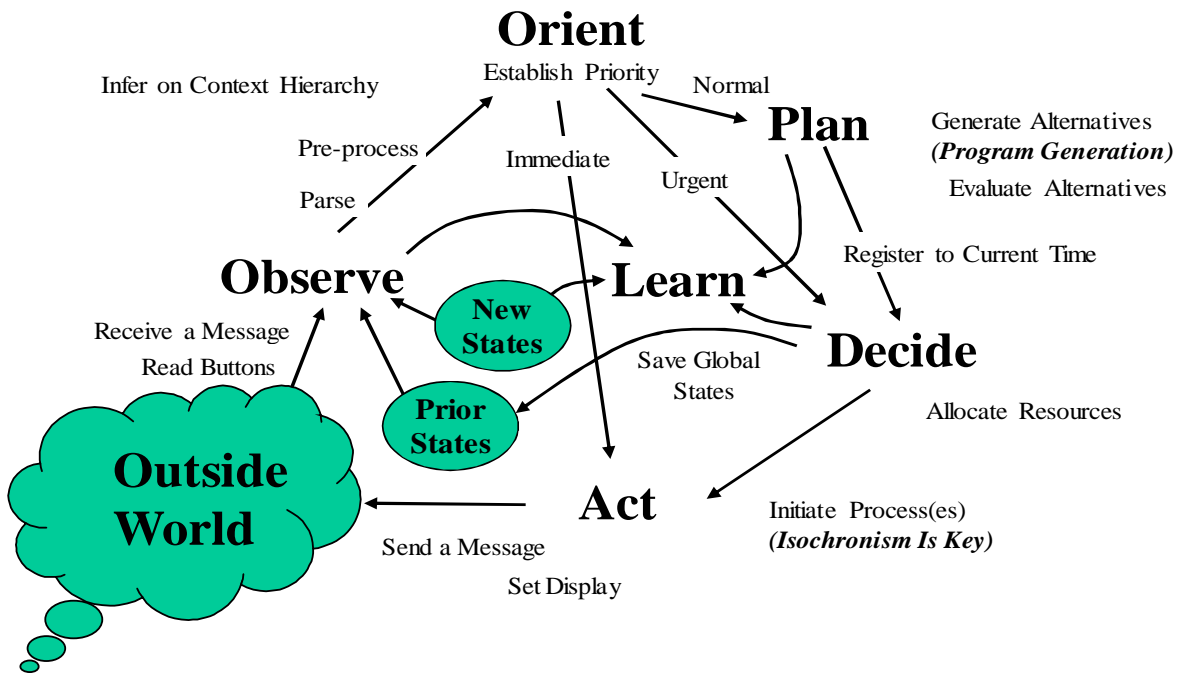 Orient
Establish Priority
Infer on Context Hierarchy
Normal
Plan
Generate Alternatives
(Program Generation)
Evaluate Alternatives
Pre-process
Immediate
Urgent
Parse
Register to Current Time
Observe
Learn
New
States
Receive a Message
Read Buttons
Save Global
States
Decide
Prior
States
Allocate Resources
Outside
World
Act
Initiate Process(es)
(Isochronism Is Key)
Send a Message
Set Display